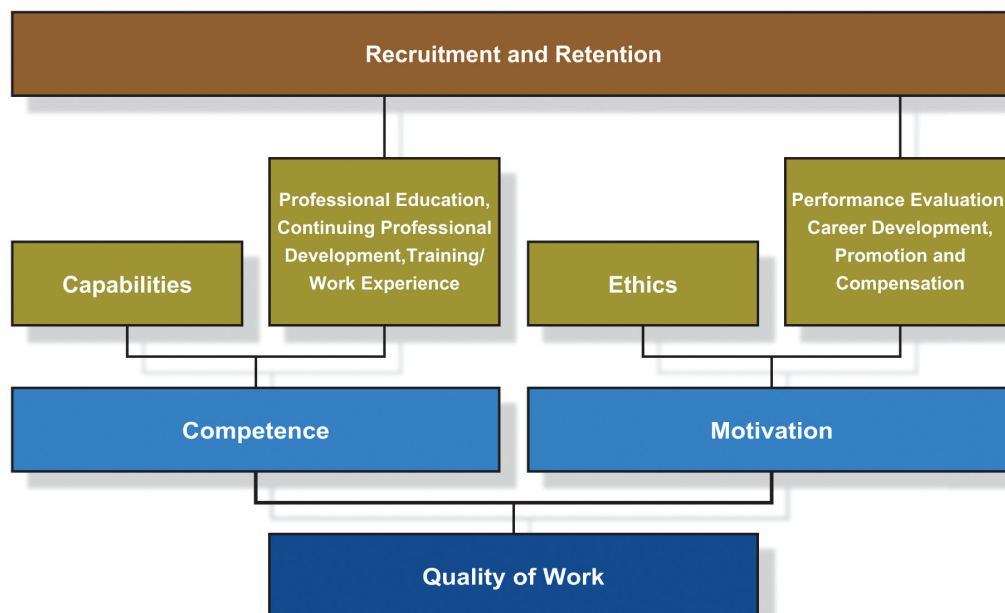 Recruitment and Retention
Professional Education,
Continuing Professional
Development,Training/
Work Experience
Performance Evaluation
Career Development,
Promotion and
Compensation
Capabilities
Ethics
Competence
Motivation
Quality of Work